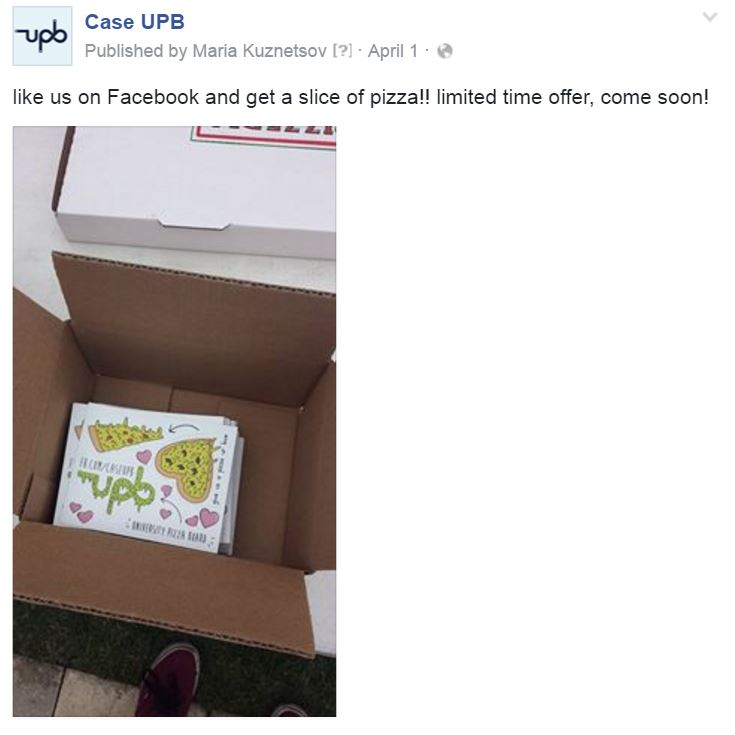 upb
Case UPB
Published by Maria Kuznetsov [?] · April 1 ·
like us on Facebook and get a slice of pizza!! limited time offer, come soon!
FB.COM/CASEUPB
upb
UNIVERSITY PIZZA BOARD